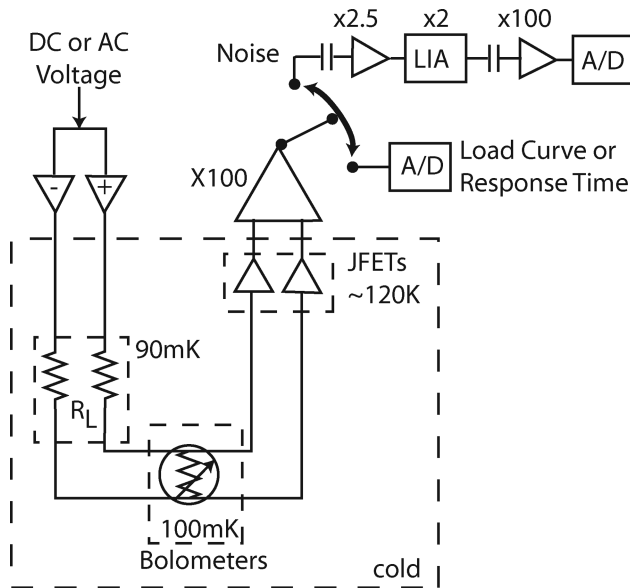 x2.5
x2
x100
DC or AC
Voltage
Noise
LIA
A/D
- +
X100
A/D
Load Curve or
Response Time
JFETs
~120K
90mK
RL
100mK
Bolometers
cold